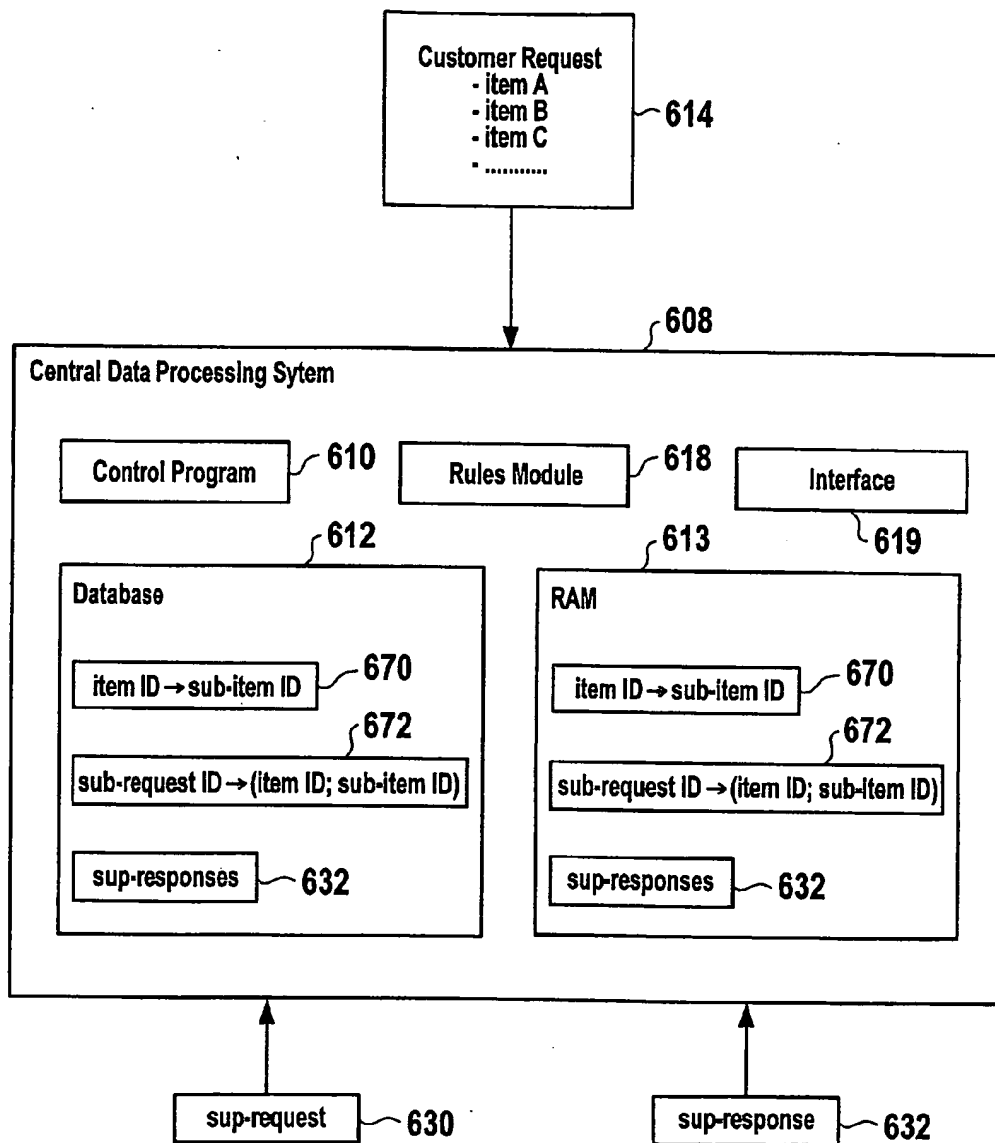 Customer Request
- item A
- item B
- item C
- ...........
614
608
Central Data Processing Sytem
Control Program
610
Rules Module
618
Interface
619
612
613
Database
RAM
item ID → sub-item ID
670
item ID → sub-item ID
670
672
672
sub-request ID → (item ID; sub-item ID)
sub-request ID → (item ID; sub-item ID)
sup-responses
632
sup-responses
632
sup-request
630
sup-response
632